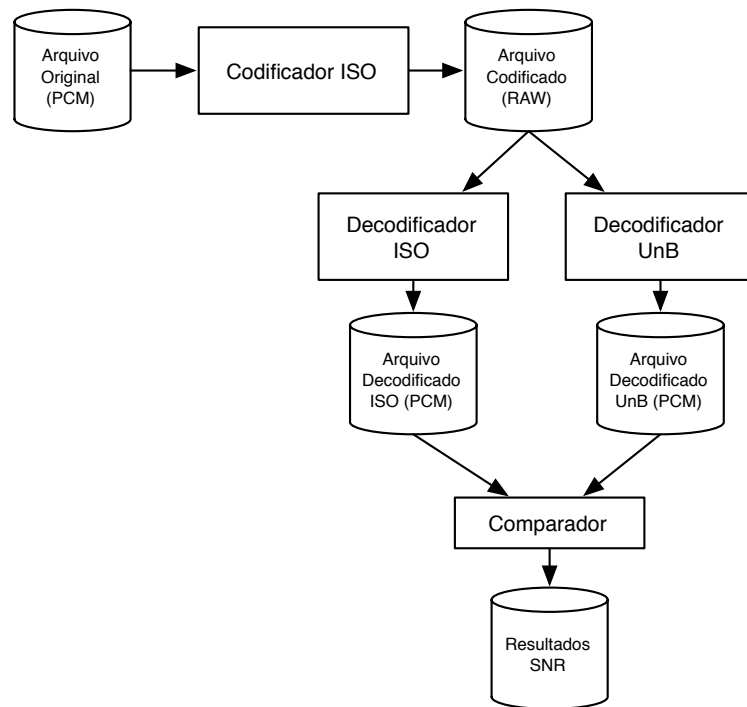 Arquivo
Original
(PCM)
Codificador ISO
Arquivo
Codificado
(RAW)
Decodificador
ISO
Decodificador
UnB
Arquivo
Decodificado
ISO (PCM)
Arquivo
Decodificado
UnB (PCM)
Comparador
Resultados
SNR